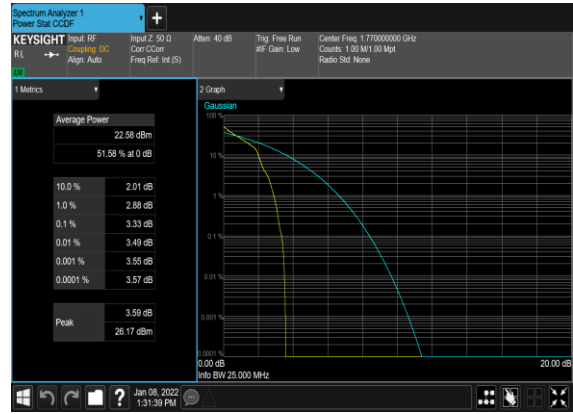 Spectrum Analyzer 1
Power Stat CCDF
KEYSIGHT
Input: RF
Coupling: DC
Align: Auto
Input Z: 50 Ω
Corr CCorr
Freq Ref: Int (S)
Atten: 40 dB
Trig: Free Run
#IF Gain: Low
Center Freq: 1.770000000 GHz
Counts: 1.00 M/1.00 Mpt
Radio Std: None
R L
LXI
1 Metrics
Average Power
22.58 dBm
51.58 % at 0 dB
10.0 % 2.01 dB
1.0 % 2.88 dB
0.1 % 3.33 dB
0.01 % 3.49 dB
0.001 % 3.55 dB
0.0001 % 3.57 dB
Peak
3.59 dB
26.17 dBm
2 Graph
Gaussian
100 %
10 %
1 %
0.1 %
0.01 %
0.001 %
0.0001 %
0.00 dB
20.00 dB
Info BW 25.000 MHz
Jan 08, 2022
1:31:39 PM